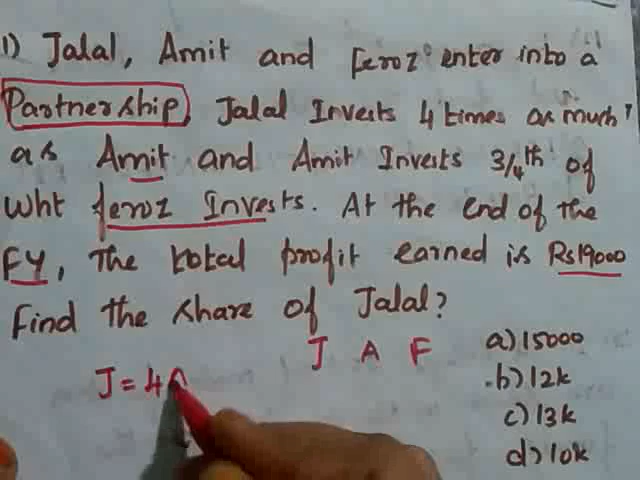 1) Jalal, Amit and feroz enter into a
Partnership, Jalal Invests 4 times as much
as Amit and Amit Invests 3/4th of
wht feroz Invests. At the end of the
FY, the total profit earned is Rs19000
Find the share of Jalal?
J A F
a) 15000
J = 4A
b) 12k
c) 13k
d) 10k